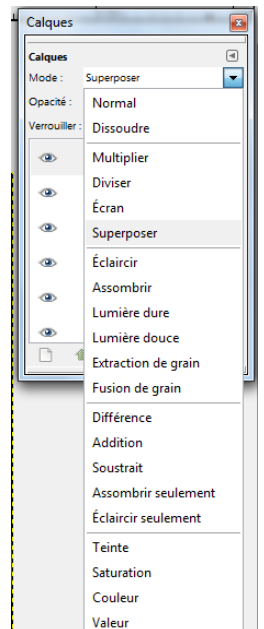 Calques
Calques
Mode : Superposer
Opacité :
Verrouiller :
Normal
Dissoudre
Multiplier
Diviser
Écran
Superposer
Éclaircir
Assombrir
Lumière dure
Lumière douce
Extraction de grain
Fusion de grain
Différence
Addition
Soustrait
Assombrir seulement
Éclaircir seulement
Teinte
Saturation
Couleur
Valeur